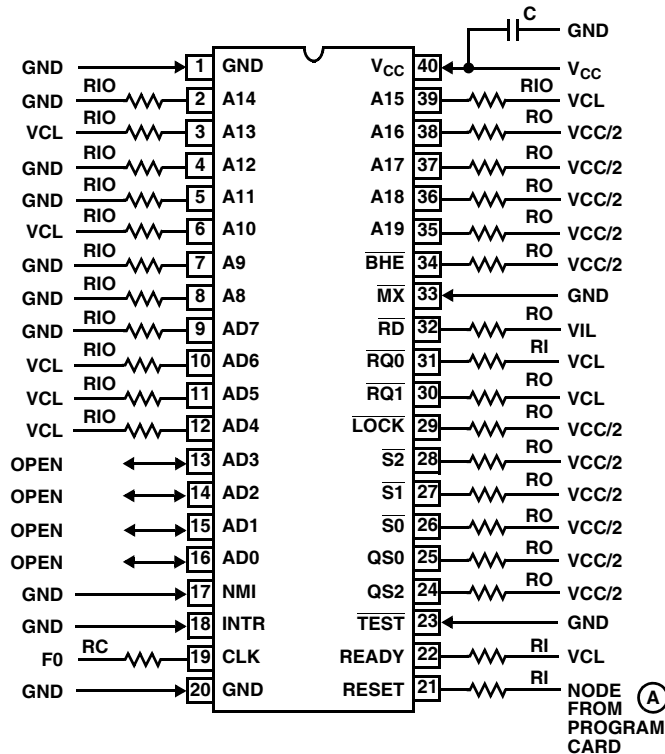 C
GND
GND 1 GND VCC 40 VCC
GND RIO 2 A14 A15 39 RIO VCL
VCL RIO 3 A13 A16 38 RO VCC/2
GND RIO 4 A12 A17 37 RO VCC/2
GND RIO 5 A11 A18 36 RO VCC/2
VCL RIO 6 A10 A19 35 RO VCC/2
GND RIO 7 A9 BHE 34 RO VCC/2
GND RIO 8 A8 MX 33 GND
GND RIO 9 AD7 RD 32 RO VIL
VCL RIO 10 AD6 RQ0 31 RI VCL
VCL RIO 11 AD5 RQ1 30 RO VCL
VCL RIO 12 AD4 LOCK 29 RO VCC/2
OPEN 13 AD3 S2 28 RO VCC/2
OPEN 14 AD2 S1 27 RO VCC/2
OPEN 15 AD1 S0 26 RO VCC/2
OPEN 16 AD0 QS0 25 RO VCC/2
GND 17 NMI QS2 24 RO VCC/2
GND 18 INTR TEST 23 GND
F0 RC 19 CLK READY 22 RI VCL
GND 20 GND RESET 21 RI NODE A
FROM
PROGRAM
CARD